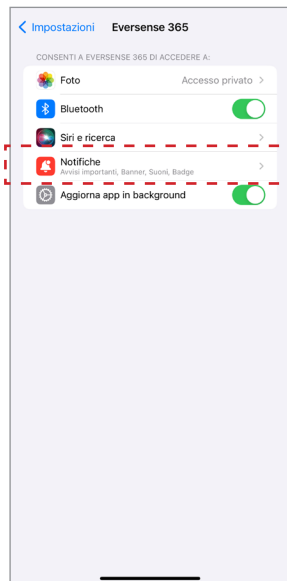 Impostazioni Eversense 365
CONSENTI A EVERSENSE 365 DI ACCEDERE A:
Foto Accesso privato
Bluetooth
Siri e ricerca
Notifiche
Avvisi importanti, Banner, Suoni, Badge
Aggiorna app in background